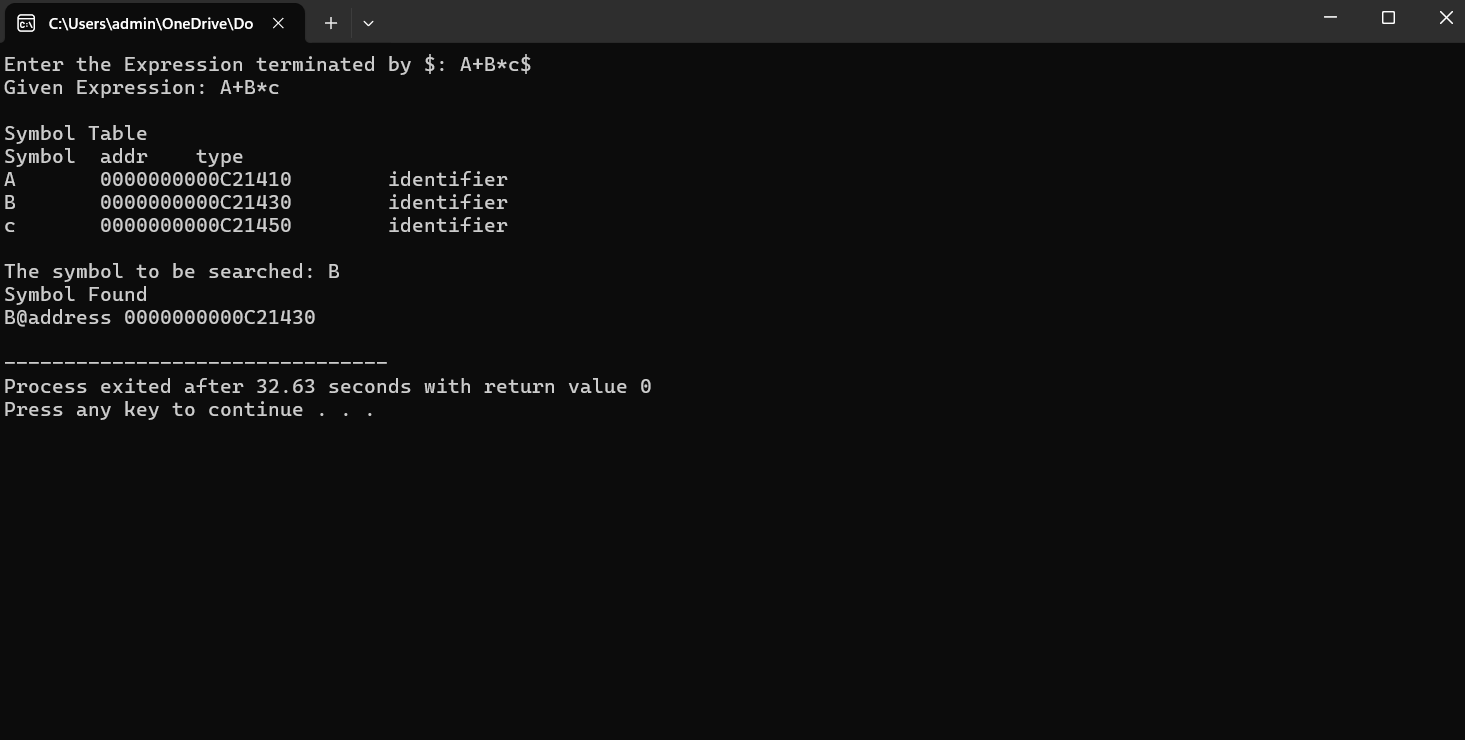 C:\Users\admin\OneDrive\Do
Enter the Expression terminated by $: A+B*c$
Given Expression: A+B*c
Symbol Table
Symbol  addr    type
A       0000000000C21410        identifier
B       0000000000C21430        identifier
c       0000000000C21450        identifier
The symbol to be searched: B
Symbol Found
B@address 0000000000C21430
--------------------------------
Process exited after 32.63 seconds with return value 0
Press any key to continue . . .